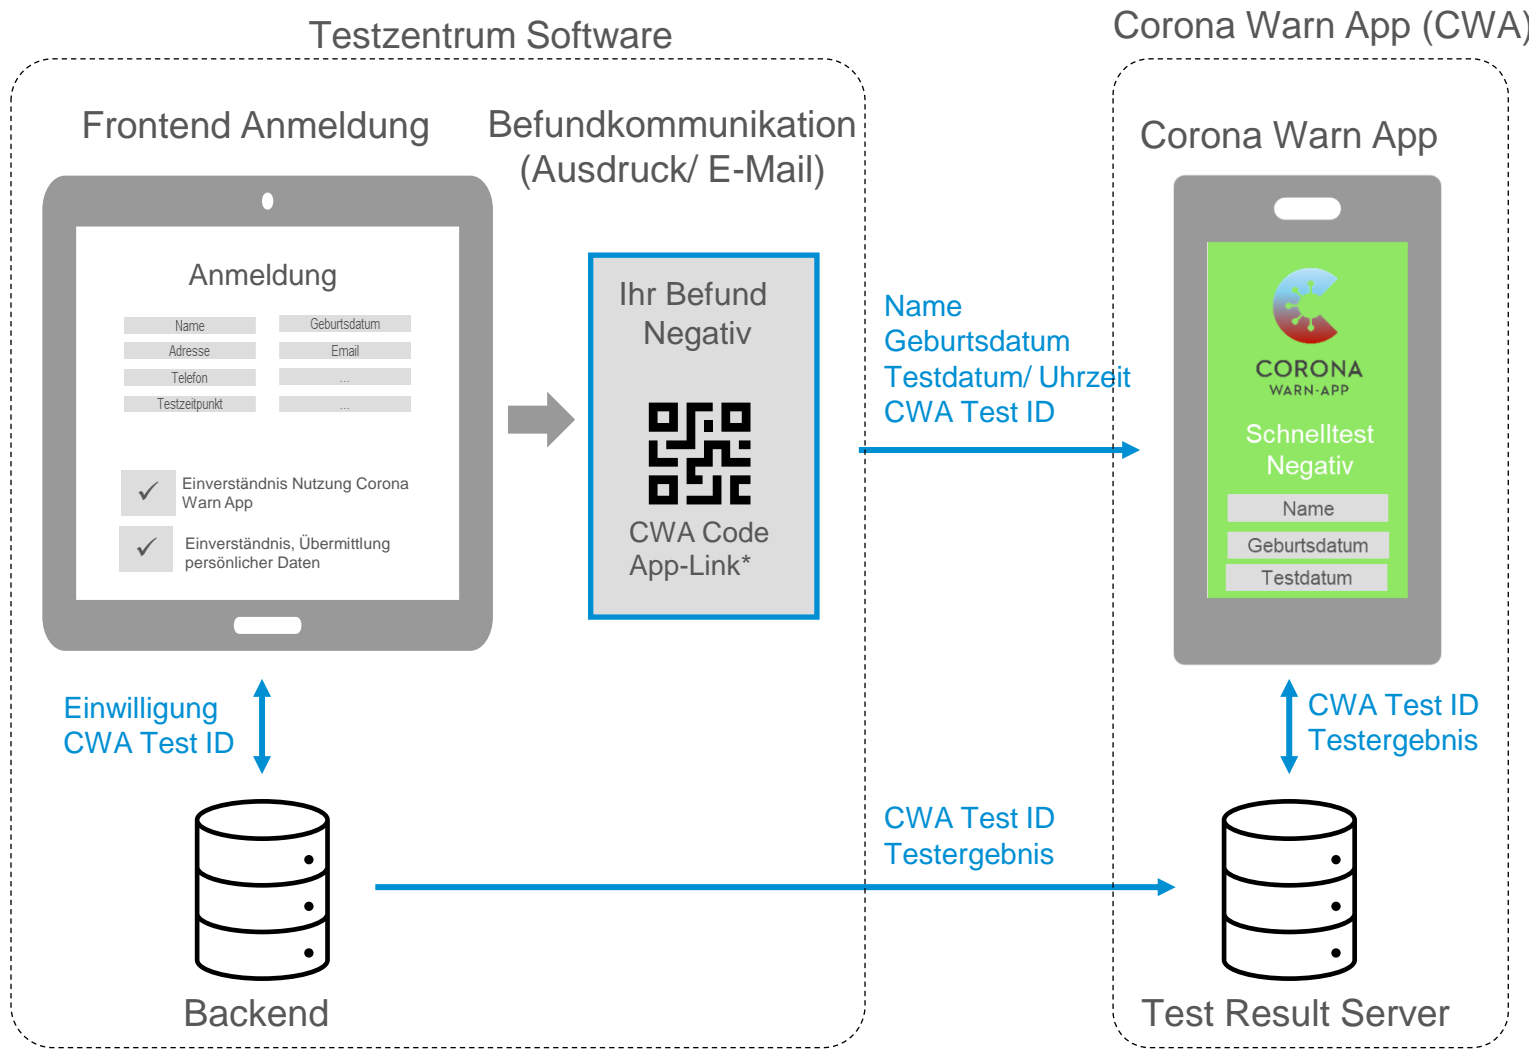 Testzentrum Software
Corona Warn App (CWA)
Frontend Anmeldung
Befundkommunikation
(Ausdruck/ E-Mail)
Corona Warn App
Anmeldung
Name
Geburtsdatum
Adresse
Email
Telefon
...
Testzeitpunkt
...
Einverständnis Nutzung Corona
Warn App
Einverständnis, Übermittlung
persönlicher Daten
Ihr Befund
Negativ
CWA Code
App-Link*
Name
Geburtsdatum
Testdatum/ Uhrzeit
CWA Test ID
CORONA
WARN-APP
Schnelltest
Negativ
Name
Geburtsdatum
Testdatum
Einwilligung
CWA Test ID
CWA Test ID
Testergebnis
CWA Test ID
Testergebnis
Backend
Test Result Server